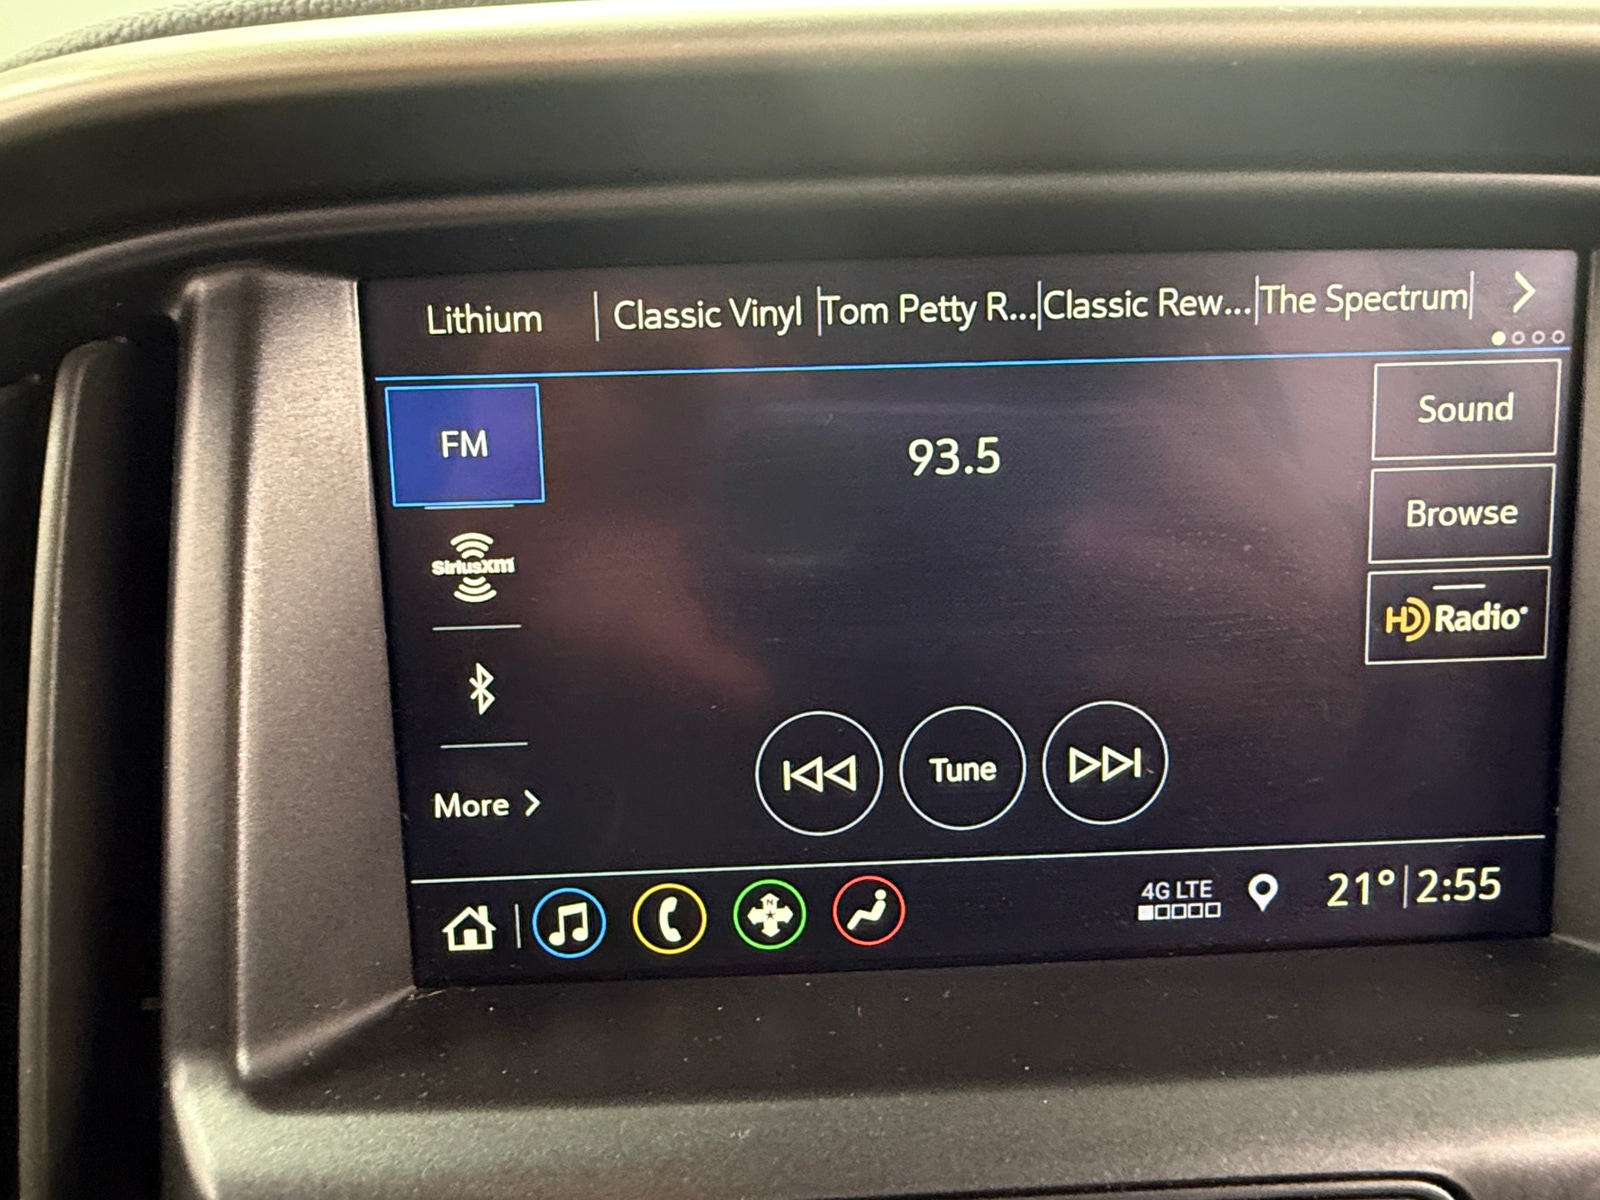 Lithium
Classic Vinyl
Tom Petty R...
Classic Rew...
The Spectrum
FM
93.5
Sound
Browse
HD Radio
SiriusXM
More
Tune
4G LTE
N
21° 2:55